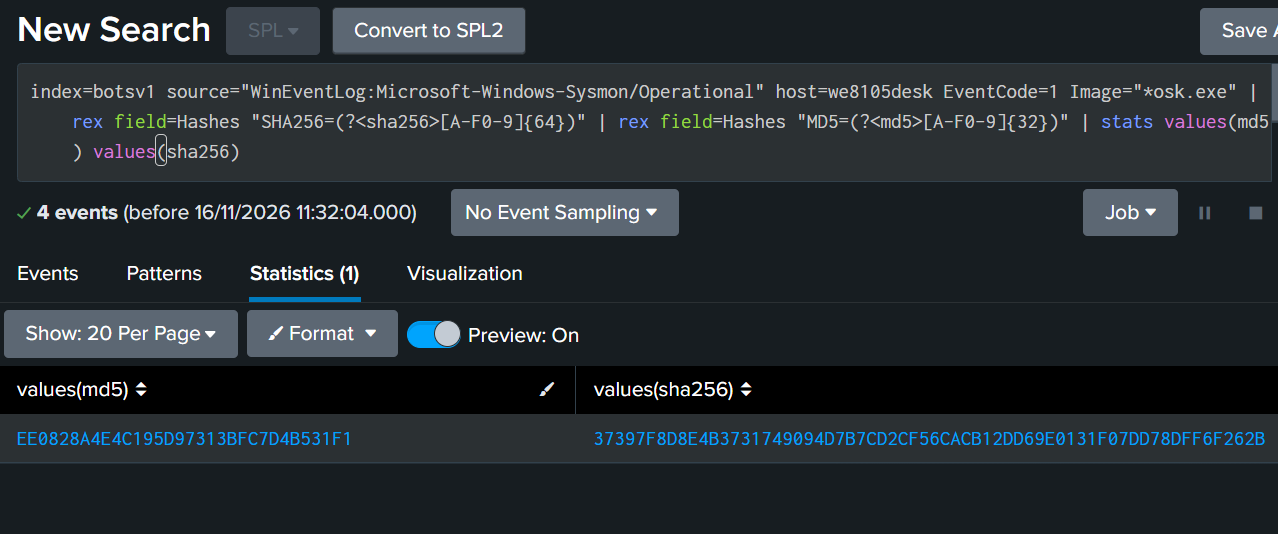 New Search SPL Convert to SPL2 Save A
index=botsv1 source="WinEventLog:Microsoft-Windows-Sysmon/Operational" host=we8105desk EventCode=1 Image="*osk.exe" |
rex field=Hashes "SHA256=(?<sha256>[A-F0-9]{64})" | rex field=Hashes "MD5=(?<md5>[A-F0-9]{32})" | stats values(md5
) values(sha256)
4 events (before 16/11/2026 11:32:04.000) No Event Sampling Job
Events Patterns Statistics (1) Visualization
Show: 20 Per Page Format Preview: On
values(md5) values(sha256)
EE0828A4E4C195D97313BFC7D4B531F1 37397F8D8E4B3731749094D7B7CD2CF56CACB12DD69E0131F07DD78DFF6F262B